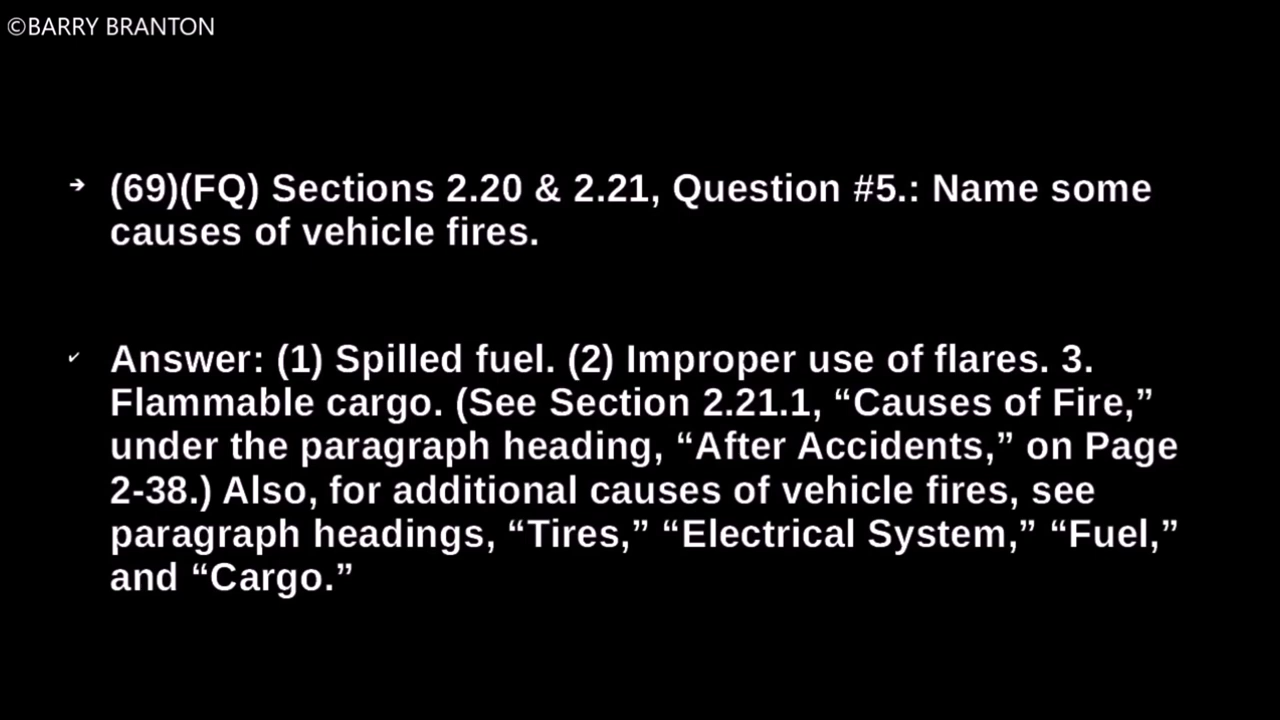 ©BARRY BRANTON
➔ (69)(FQ) Sections 2.20 & 2.21, Question #5.: Name some
causes of vehicle fires.
✓ Answer: (1) Spilled fuel. (2) Improper use of flares. 3.
Flammable cargo. (See Section 2.21.1, “Causes of Fire,”
under the paragraph heading, “After Accidents,” on Page
2-38.) Also, for additional causes of vehicle fires, see
paragraph headings, “Tires,” “Electrical System,” “Fuel,”
and “Cargo.”